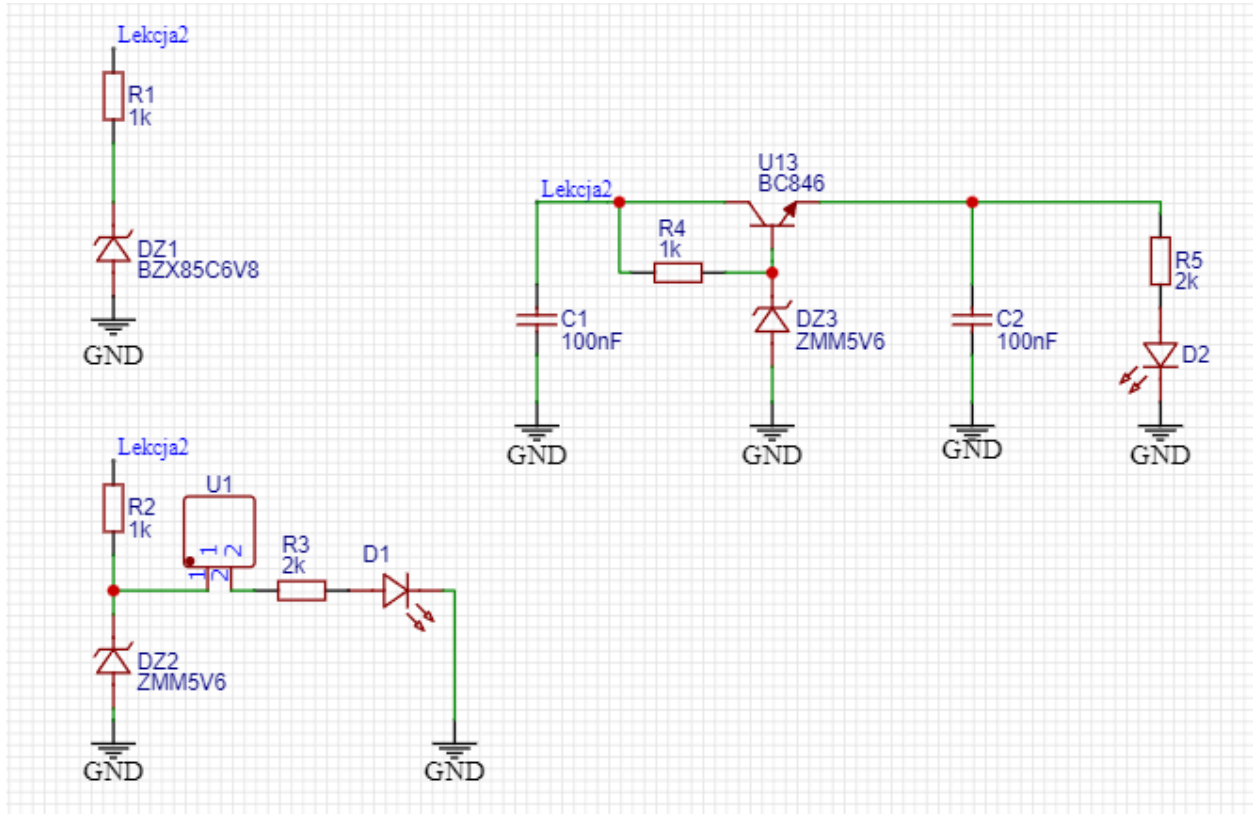 Lekcja2
R1
1k
DZ1
BZX85C6V8
GND
Lekcja2
U13
BC846
R4
1k
R5
2k
C1
100nF
DZ3
ZMM5V6
C2
100nF
D2
GND
GND
GND
GND
Lekcja2
U1
R2
1k
1
2
1
2
R3
2k
D1
DZ2
ZMM5V6
GND
GND